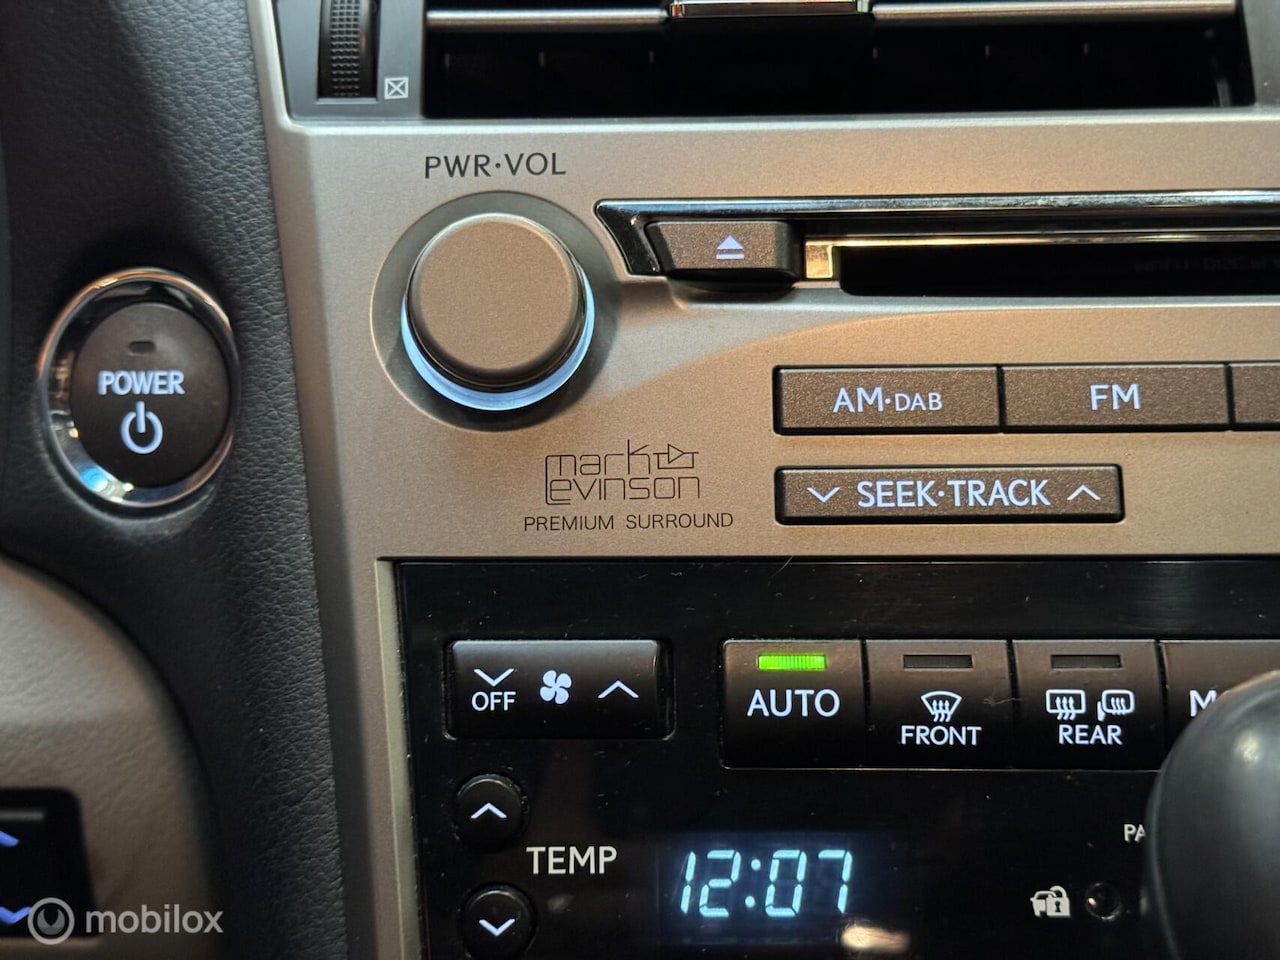 PWR·VOL
POWER
AM·DAB
FM
mark
Levinson
SEEK·TRACK
PREMIUM SURROUND
OFF
AUTO
FRONT
REAR
TEMP
12:07
mobilox